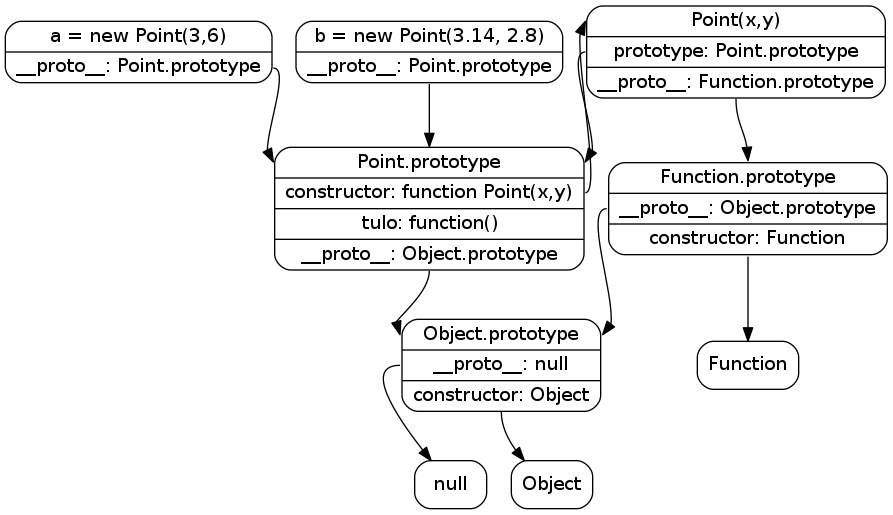 a = new Point(3,6)
__proto__: Point.prototype
b = new Point(3.14, 2.8)
__proto__: Point.prototype
Point(x,y)
prototype: Point.prototype
__proto__: Function.prototype
Point.prototype
constructor: function Point(x,y)
tulo: function()
__proto__: Object.prototype
Function.prototype
__proto__: Object.prototype
constructor: Function
Object.prototype
__proto__: null
constructor: Object
Function
null
Object